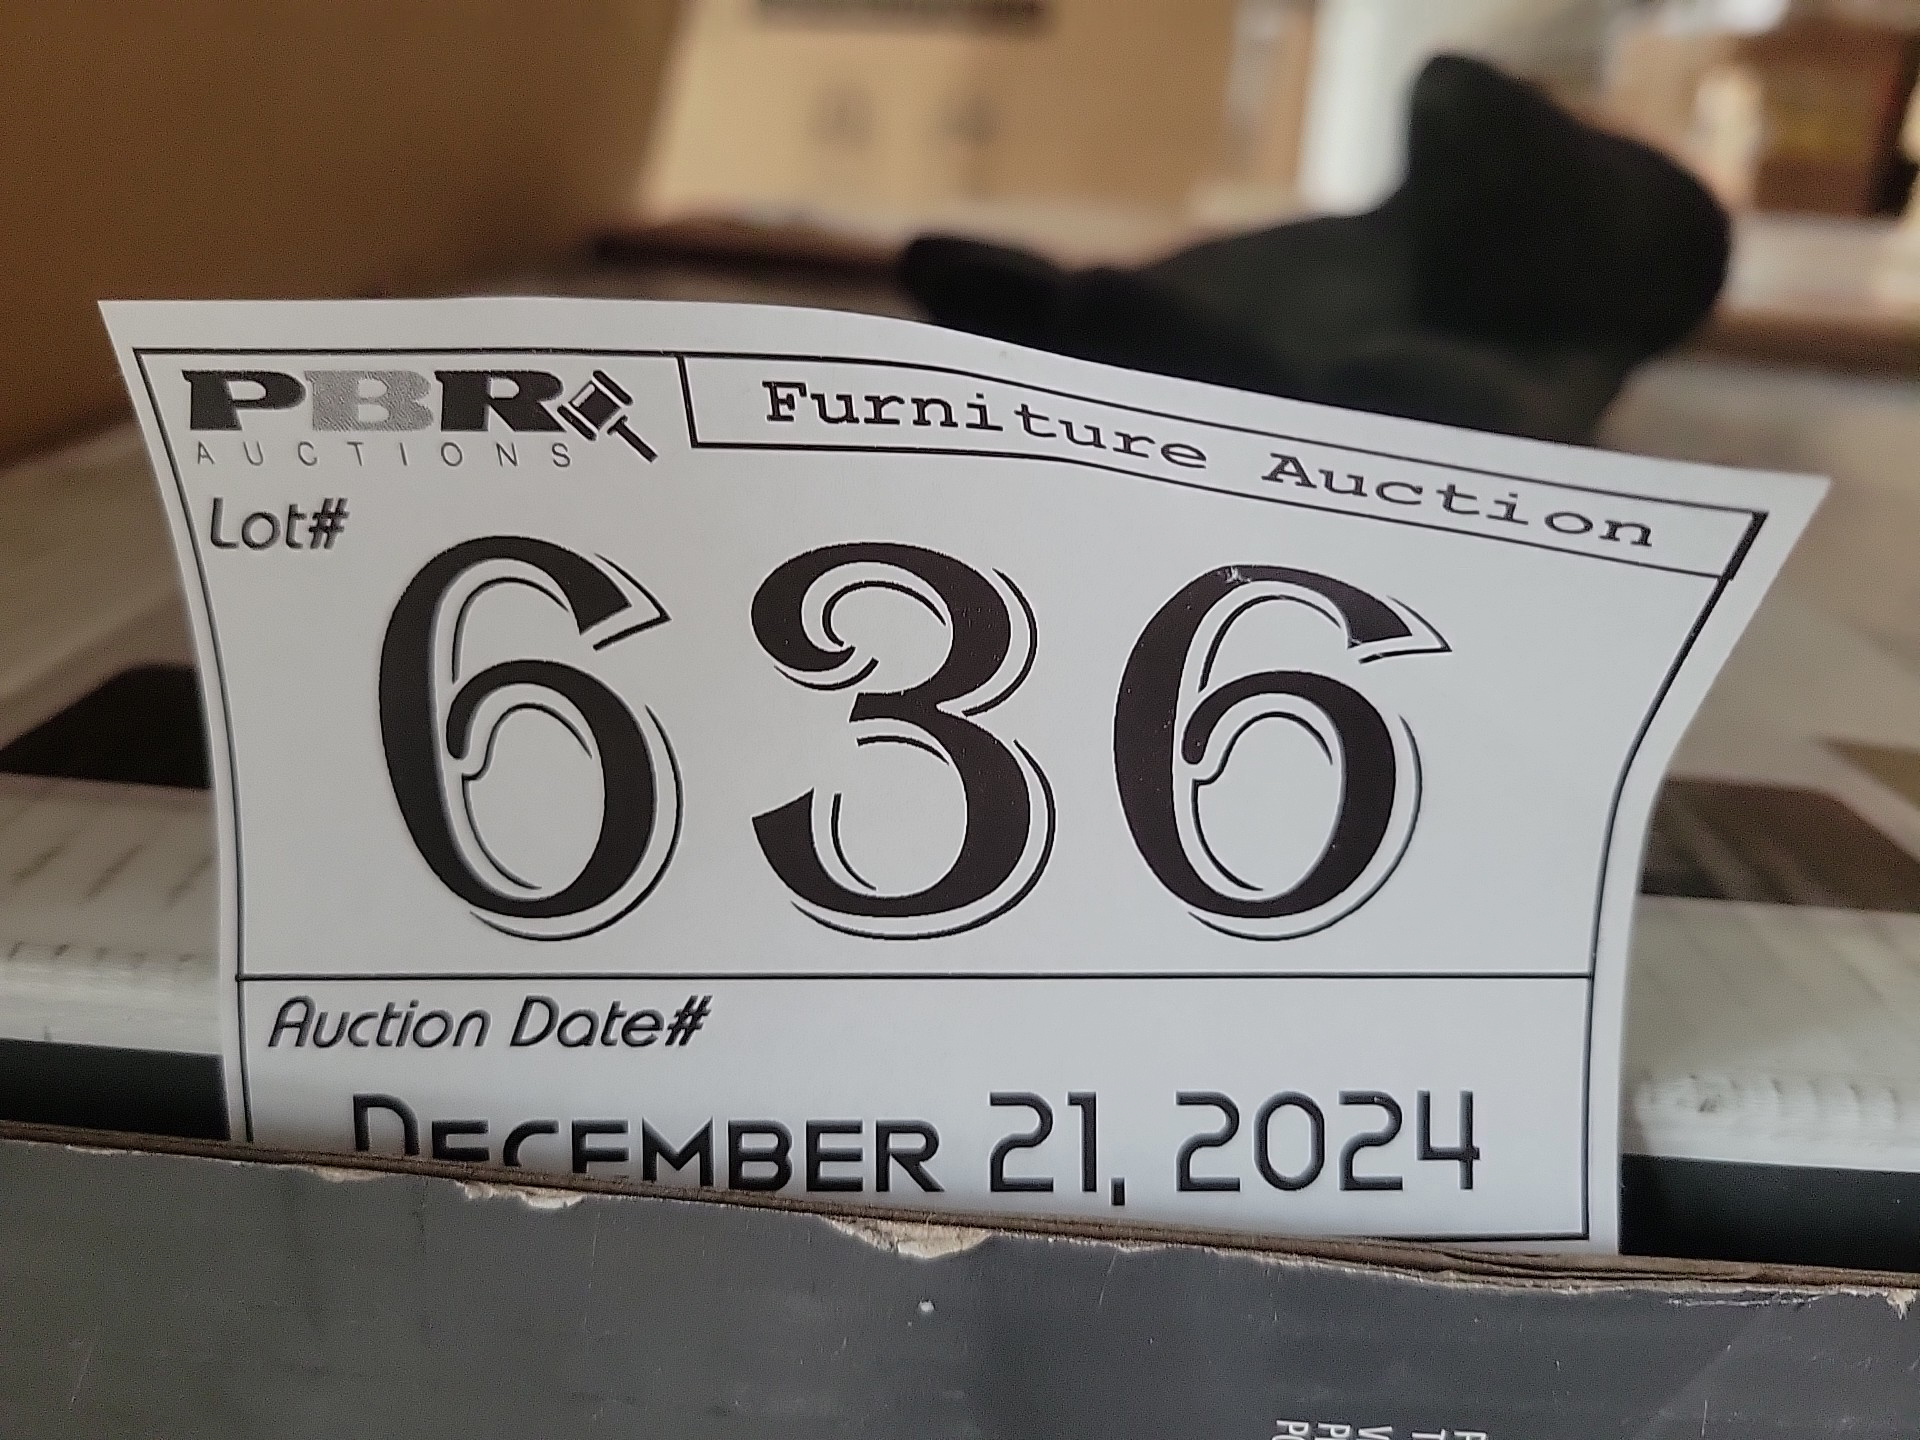 PBR
AUCTIONS
Furniture Auction
Lot#
636
Auction Date#
DECEMBER 21, 2024